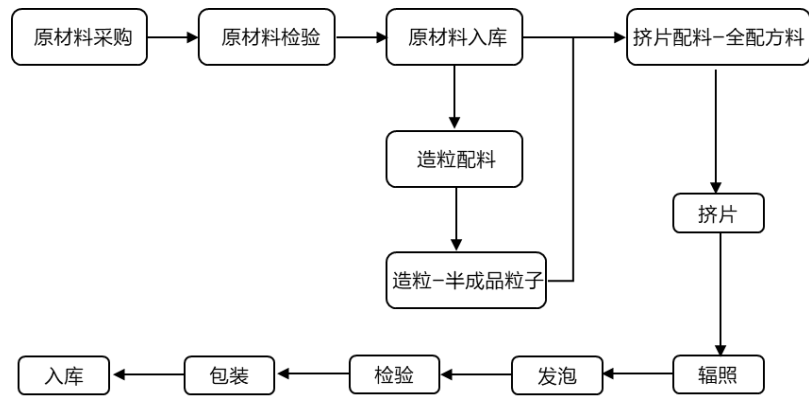 原材料采购
原材料检验
原材料入库
挤片配料-全配方料
造粒配料
挤片
造粒-半成品粒子
入库
包装
检验
发泡
辐照